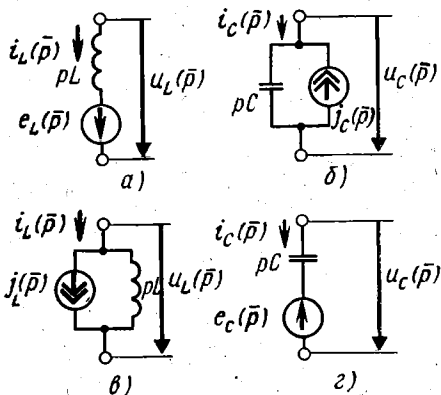 i_L(p̄)
pL
e_L(p̄)
u_L(p̄)
а)
i_C(p̄)
pC
j_C(p̄)
u_C(p̄)
б)
i_L(p̄)
j_L(p̄)
pL
u_L(p̄)
в)
i_C(p̄)
pC
e_C(p̄)
u_C(p̄)
г)